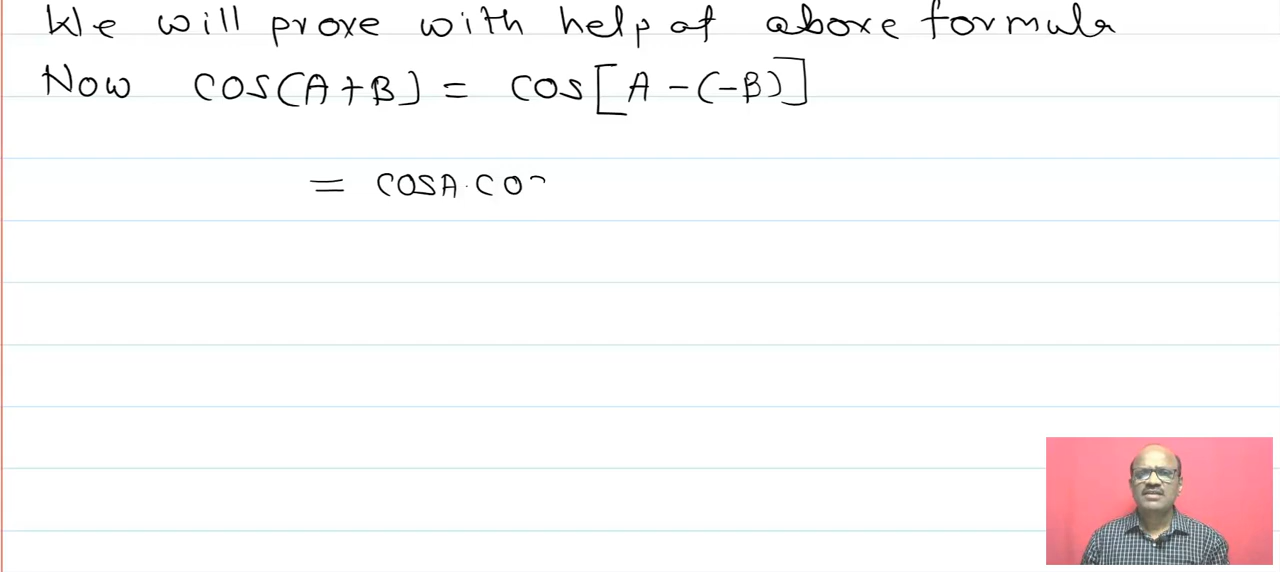 We will prove with help of above formula
Now COS(A+B) = COS[A-(-B)]
= COSA.CO